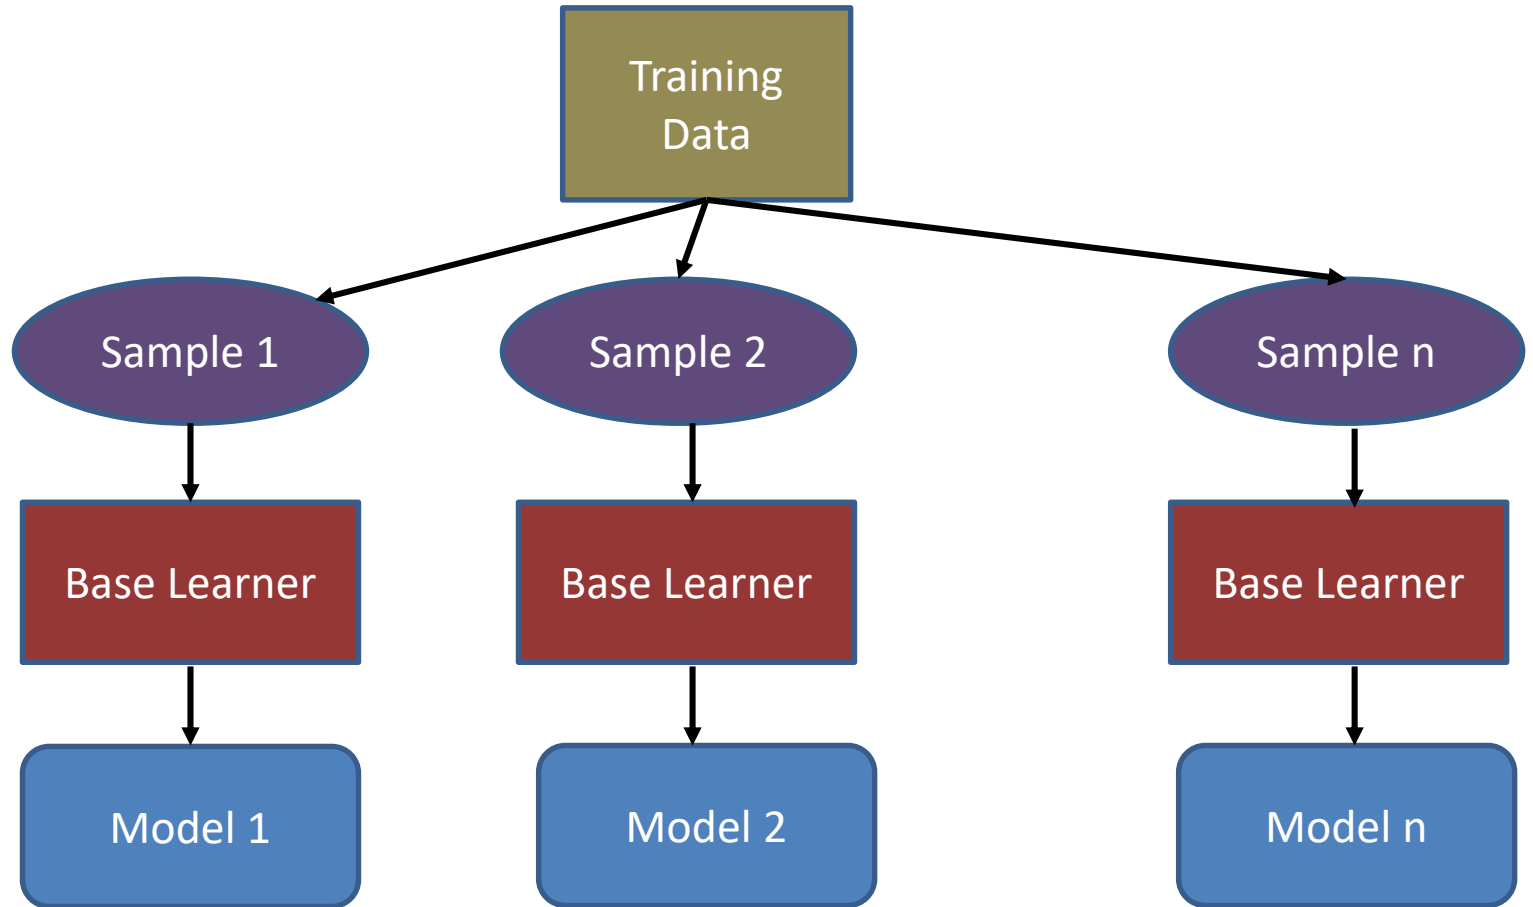 Training
Data
Sample 1
Sample 2
Sample n
Base Learner
Base Learner
Base Learner
Model 1
Model 2
Model n